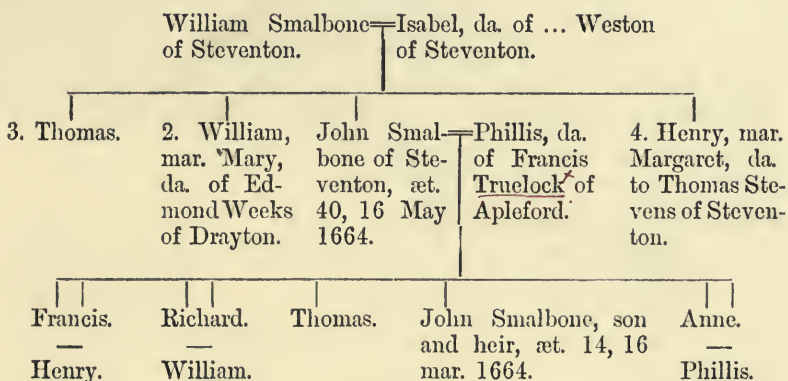 William Smalbone=Isabel, da. of ... Weston
of Steventon. of Steventon.
3. Thomas.
2. William,
mar. Mary,
da. of Ed-
mond Weeks
of Drayton.
John Smal-
bone of Ste-
venton, æt.
40, 16 May
1664.
=Phillis, da.
of Francis
Truelock of
Apleford.
4. Henry, mar.
Margaret, da.
to Thomas Ste-
vens of Steven-
ton.
Francis.
—
Henry.
Richard.
—
William.
Thomas.
John Smalbone, son
and heir, æt. 14, 16
mar. 1664.
Anne.
—
Phillis.